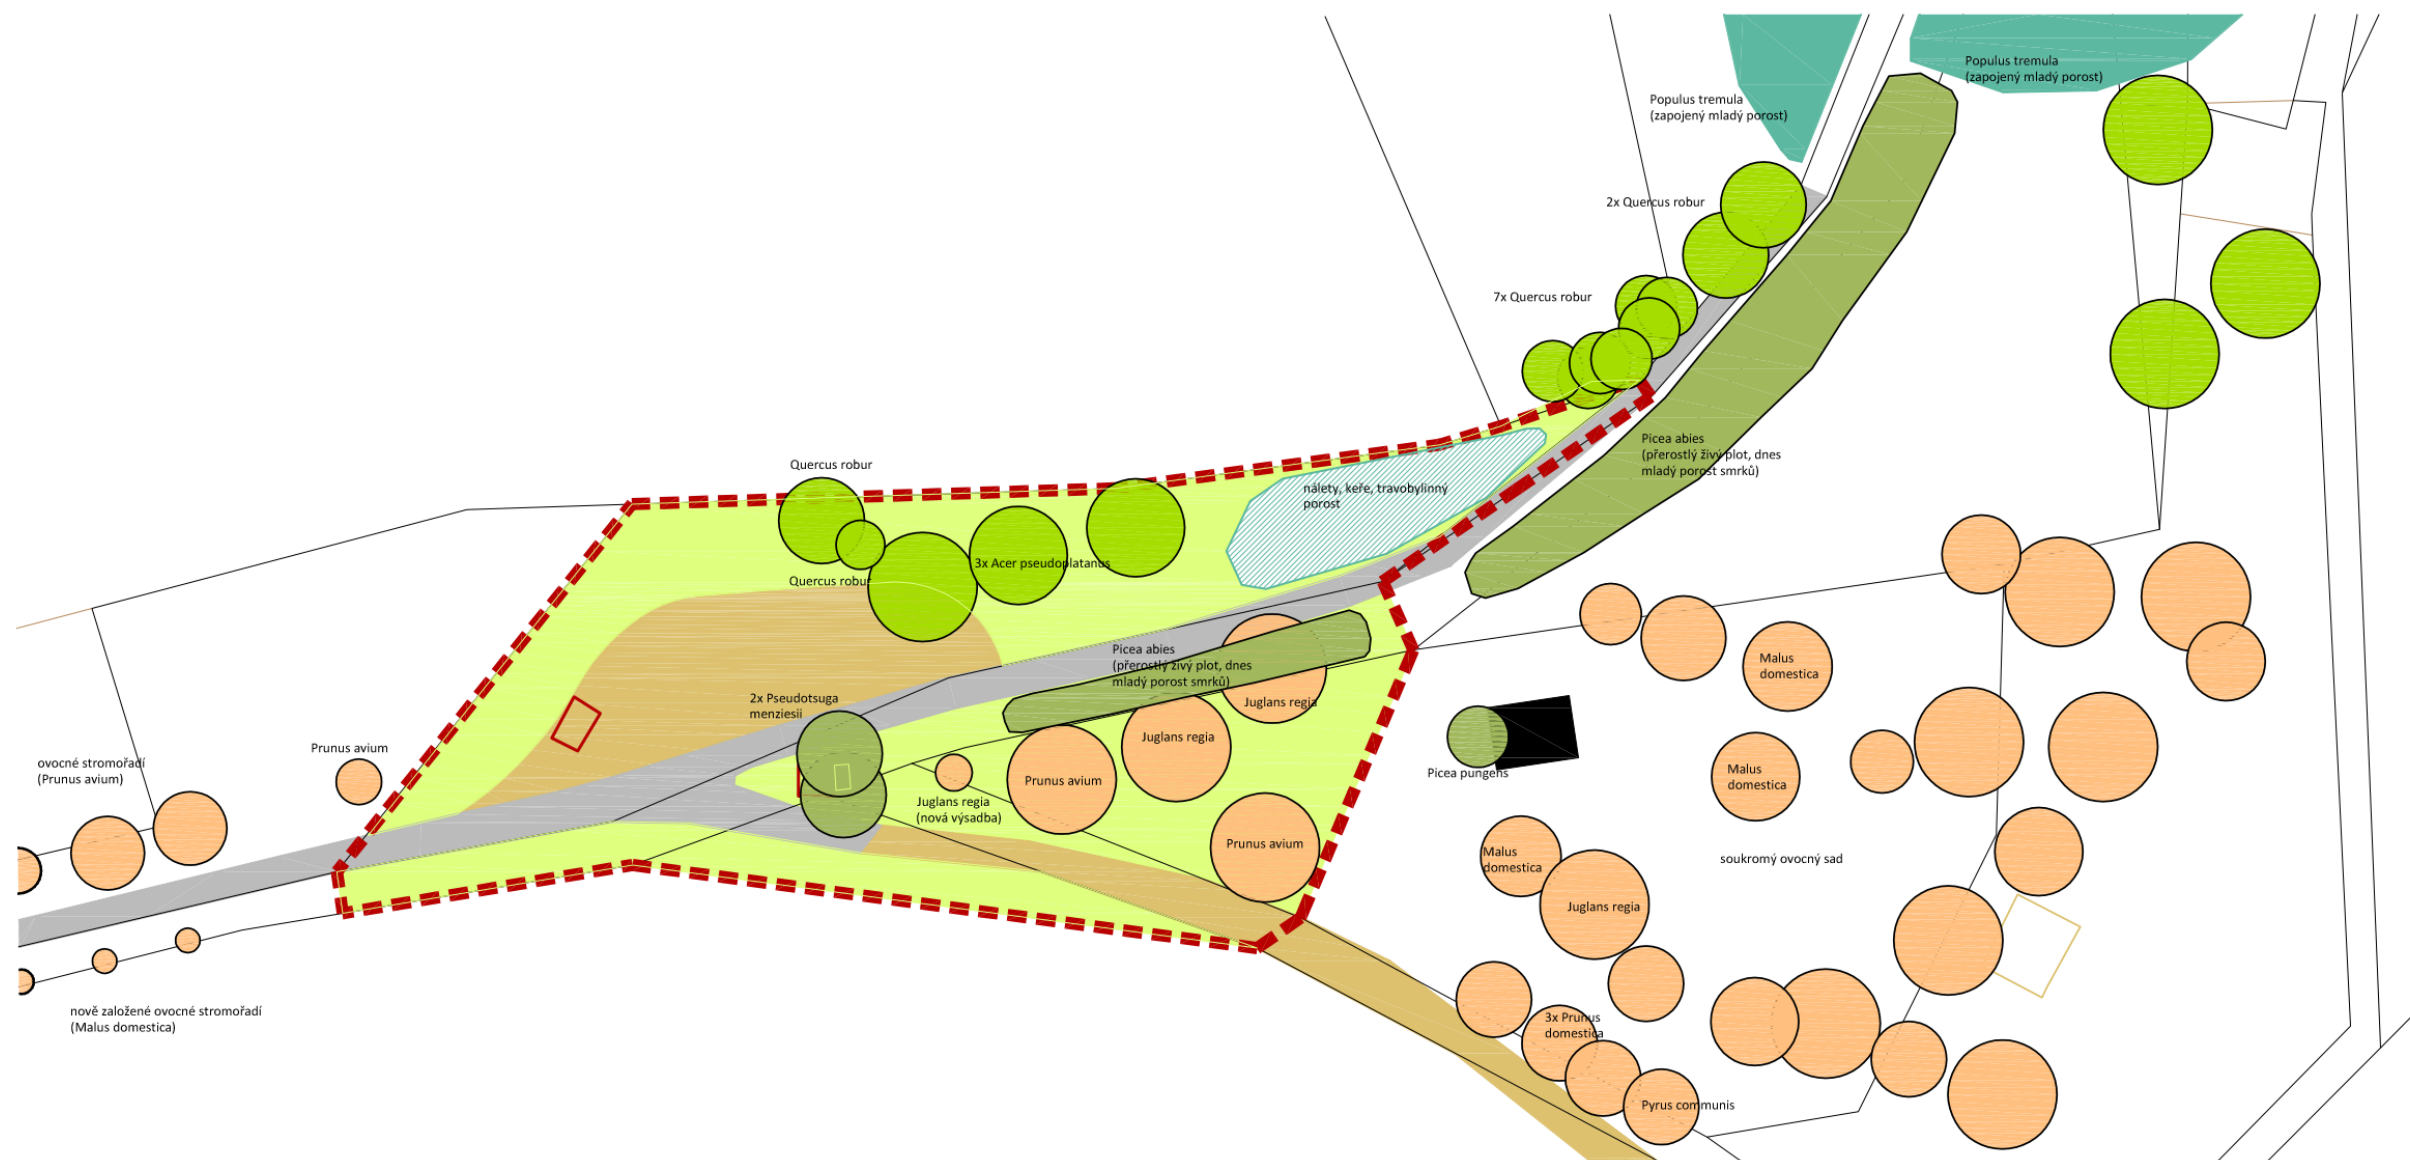 Populus tremula
(zapojený mladý porost)
Populus tremula
(zapojený mladý porost)
2x Quercus robur
7x Quercus robur
Picea abies
(přerostlý živý plot, dnes
mladý porost smrků)
Quercus robur
nálety, keře, travobylinný
porost
3x Acer pseudoplatanus
Quercus robur
Picea abies
(přerostlý živý plot, dnes
mladý porost smrků)
Malus
domestica
2x Pseudotsuga
menziesii
Juglans regia
Juglans regia
Prunus avium
ovocné stromořadí
(Prunus avium)
Picea pungens
Malus
domestica
Prunus avium
Juglans regia
(nová výsadba)
Prunus avium
Malus
domestica
soukromý ovocný sad
Juglans regia
nově založené ovocné stromořadí
(Malus domestica)
3x Prunus
domestica
Pyrus communis